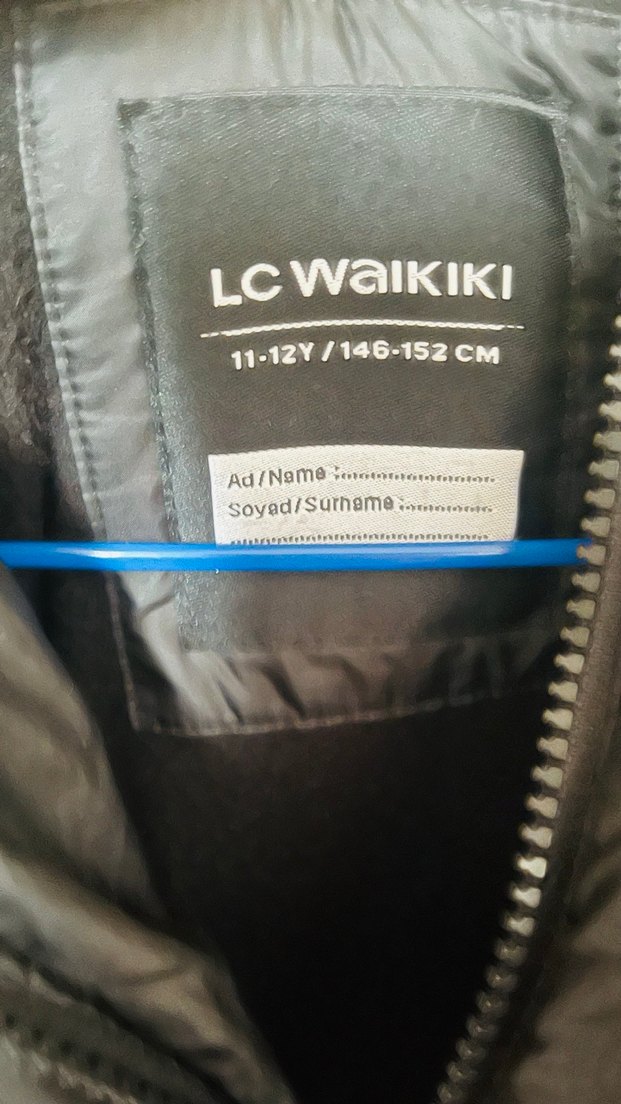 LC Waikiki
11-12Y / 146-152 CM
Ad/Name :....................
Soyad/Surname :............
....................